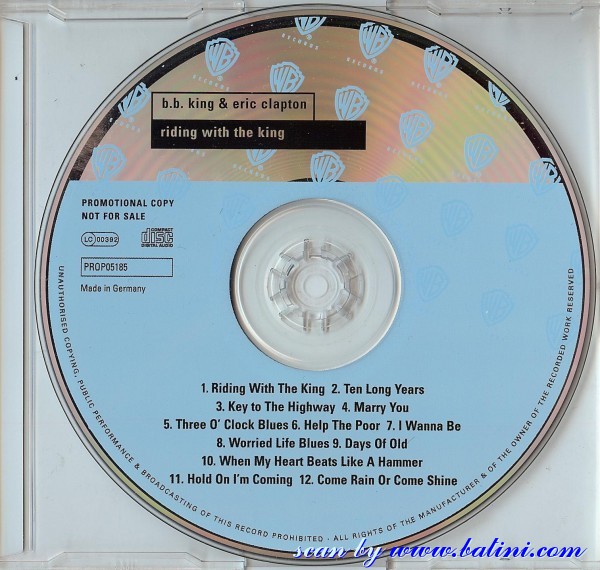 b.b. king & eric clapton
riding with the king
PROMOTIONAL COPY
NOT FOR SALE
LC 00392
COMPACT
disc
DIGITAL AUDIO
PROP05185
Made in Germany
1. Riding With The King 2. Ten Long Years
3. Key to The Highway 4. Marry You
5. Three O' Clock Blues 6. Help The Poor 7. I Wanna Be
8. Worried Life Blues 9. Days Of Old
10. When My Heart Beats Like A Hammer
11. Hold On I'm Coming 12. Come Rain Or Come Shine
UNAUTHORISED COPYING, PUBLIC PERFORMANCE & BROADCASTING OF THIS RECORD PROHIBITED · ALL RIGHTS OF THE MANUFACTURER & OF THE OWNER OF THE RECORDED WORK RESERVED
WB
RECORDS
scan by www.batini.com